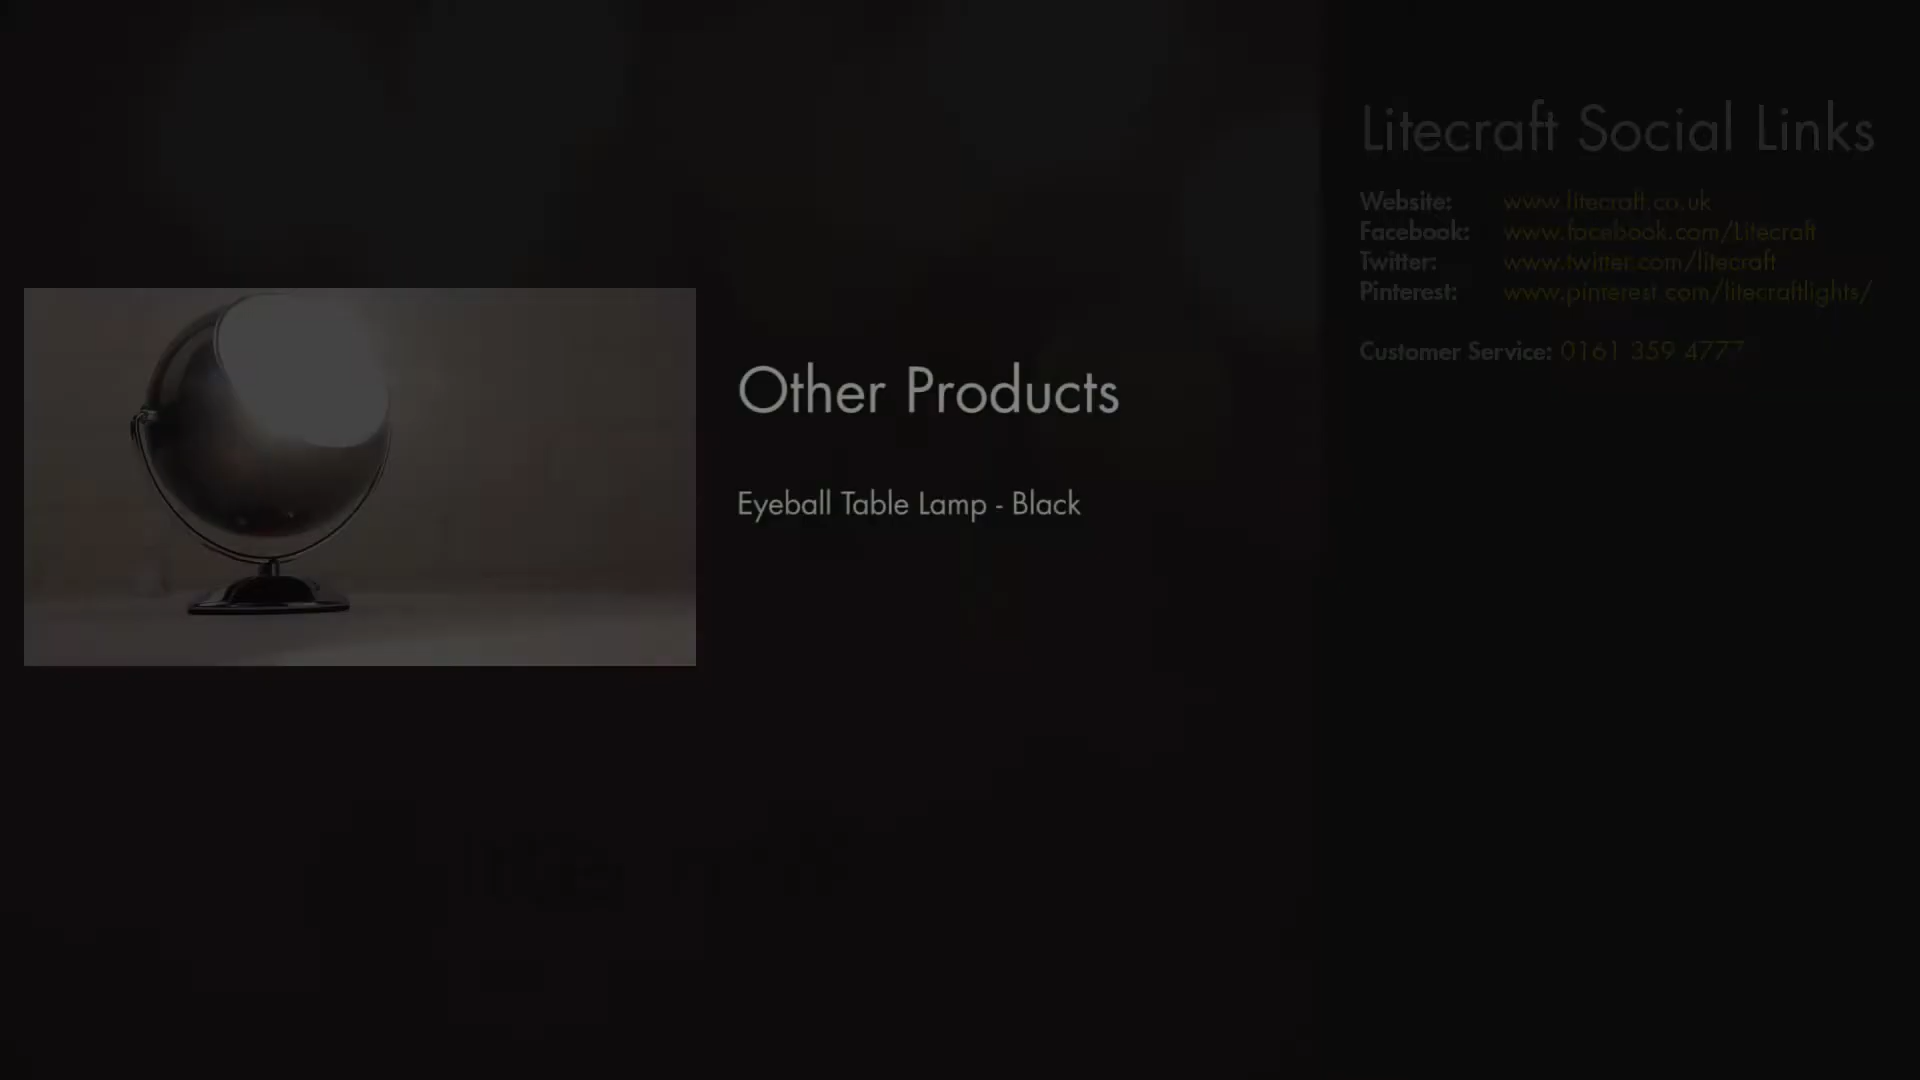 Litecraft Social Links
Website: www.litecraft.co.uk
Facebook: www.facebook.com/Litecraft
Twitter: www.twitter.com/litecraft
Pinterest: www.pinterest.com/litecraftlights/
Customer Service: 0161 359 4777
Other Products
Eyeball Table Lamp - Black